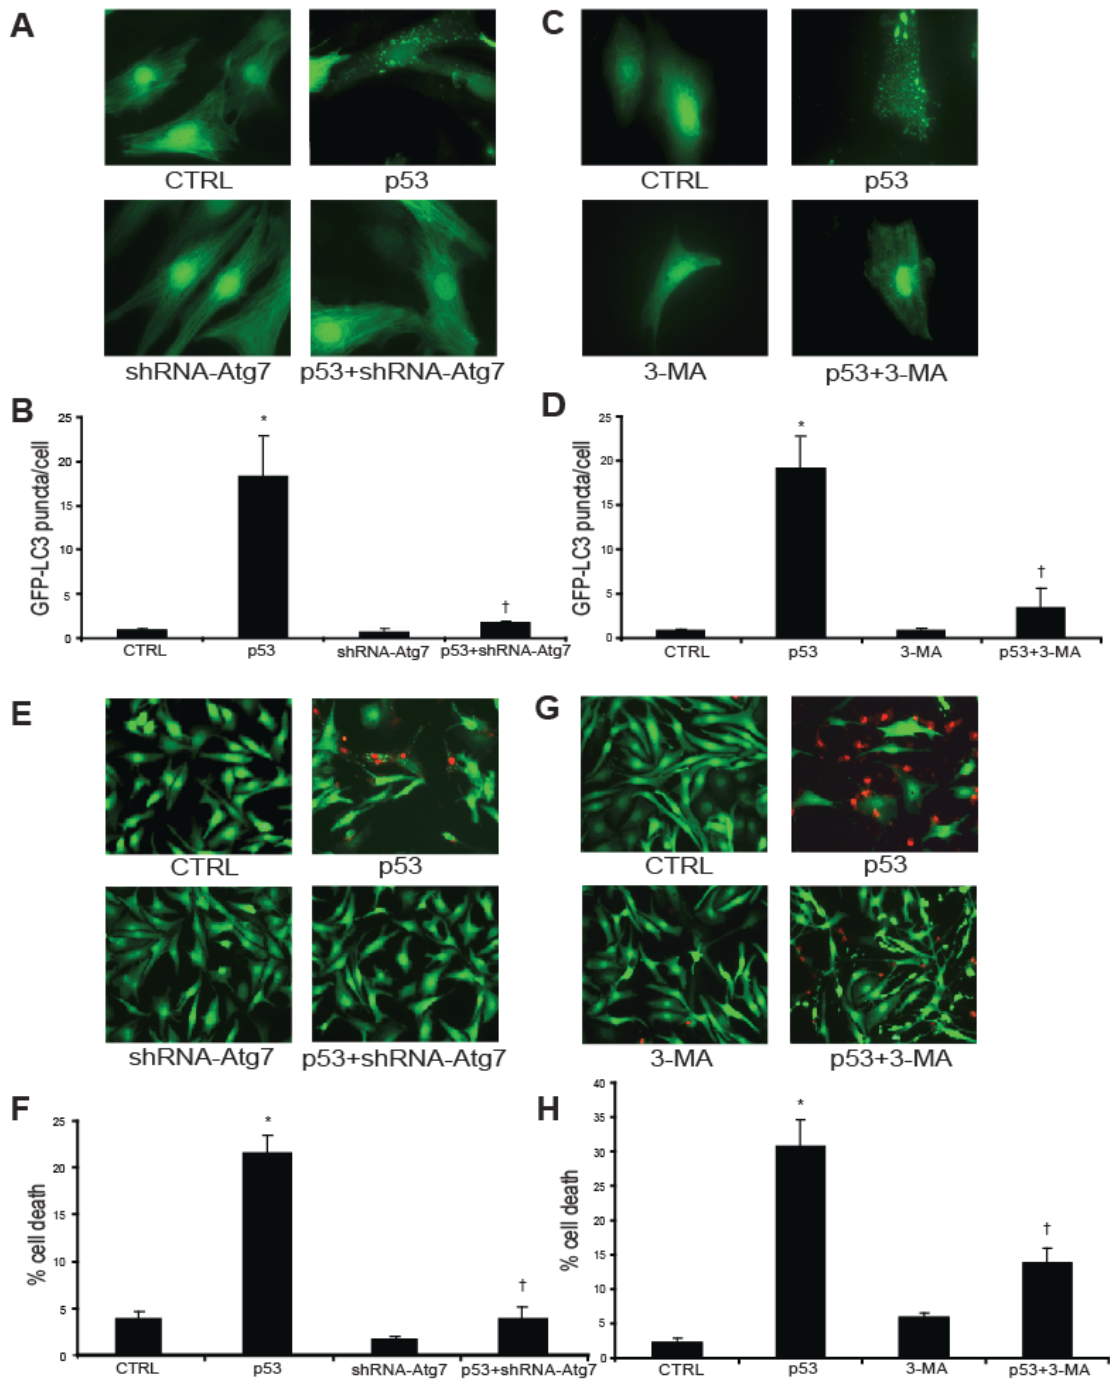 A
C
CTRL
p53
CTRL
p53
shRNA-Atg7
p53+shRNA-Atg7
3-MA
p53+3-MA
B
GFP-LC3 puncta/cell
25
20
15
10
5
0
*
†
CTRL
p53
shRNA-Atg7
p53+shRNA-Atg7
D
GFP-LC3 puncta/cell
25
20
15
10
5
0
*
†
CTRL
p53
3-MA
p53+3-MA
E
G
CTRL
p53
CTRL
p53
shRNA-Atg7
p53+shRNA-Atg7
3-MA
p53+3-MA
F
% cell death
25
20
15
10
5
0
*
†
CTRL
p53
shRNA-Atg7
p53+shRNA-Atg7
H
% cell death
40
35
30
25
20
15
10
5
0
*
†
CTRL
p53
3-MA
p53+3-MA